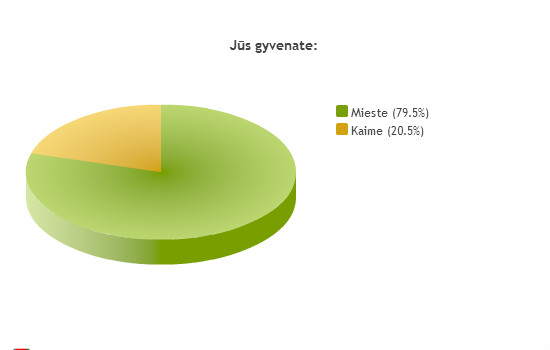 Jūs gyvenate:
Mieste (79.5%)
Kaime (20.5%)